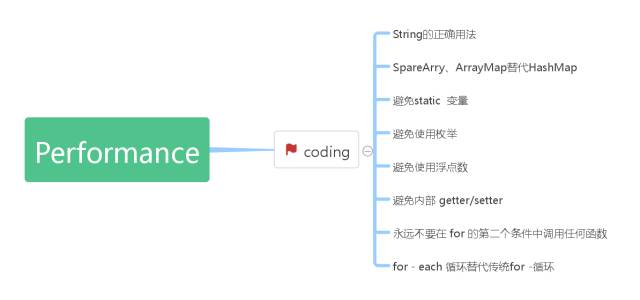 Performance
coding
String的正确用法
SpareArry、ArrayMap替代HashMap
避免static 变量
避免使用枚举
避免使用浮点数
避免内部 getter/setter
永远不要在 for 的第二个条件中调用任何函数
for - each 循环替代传统for -循环